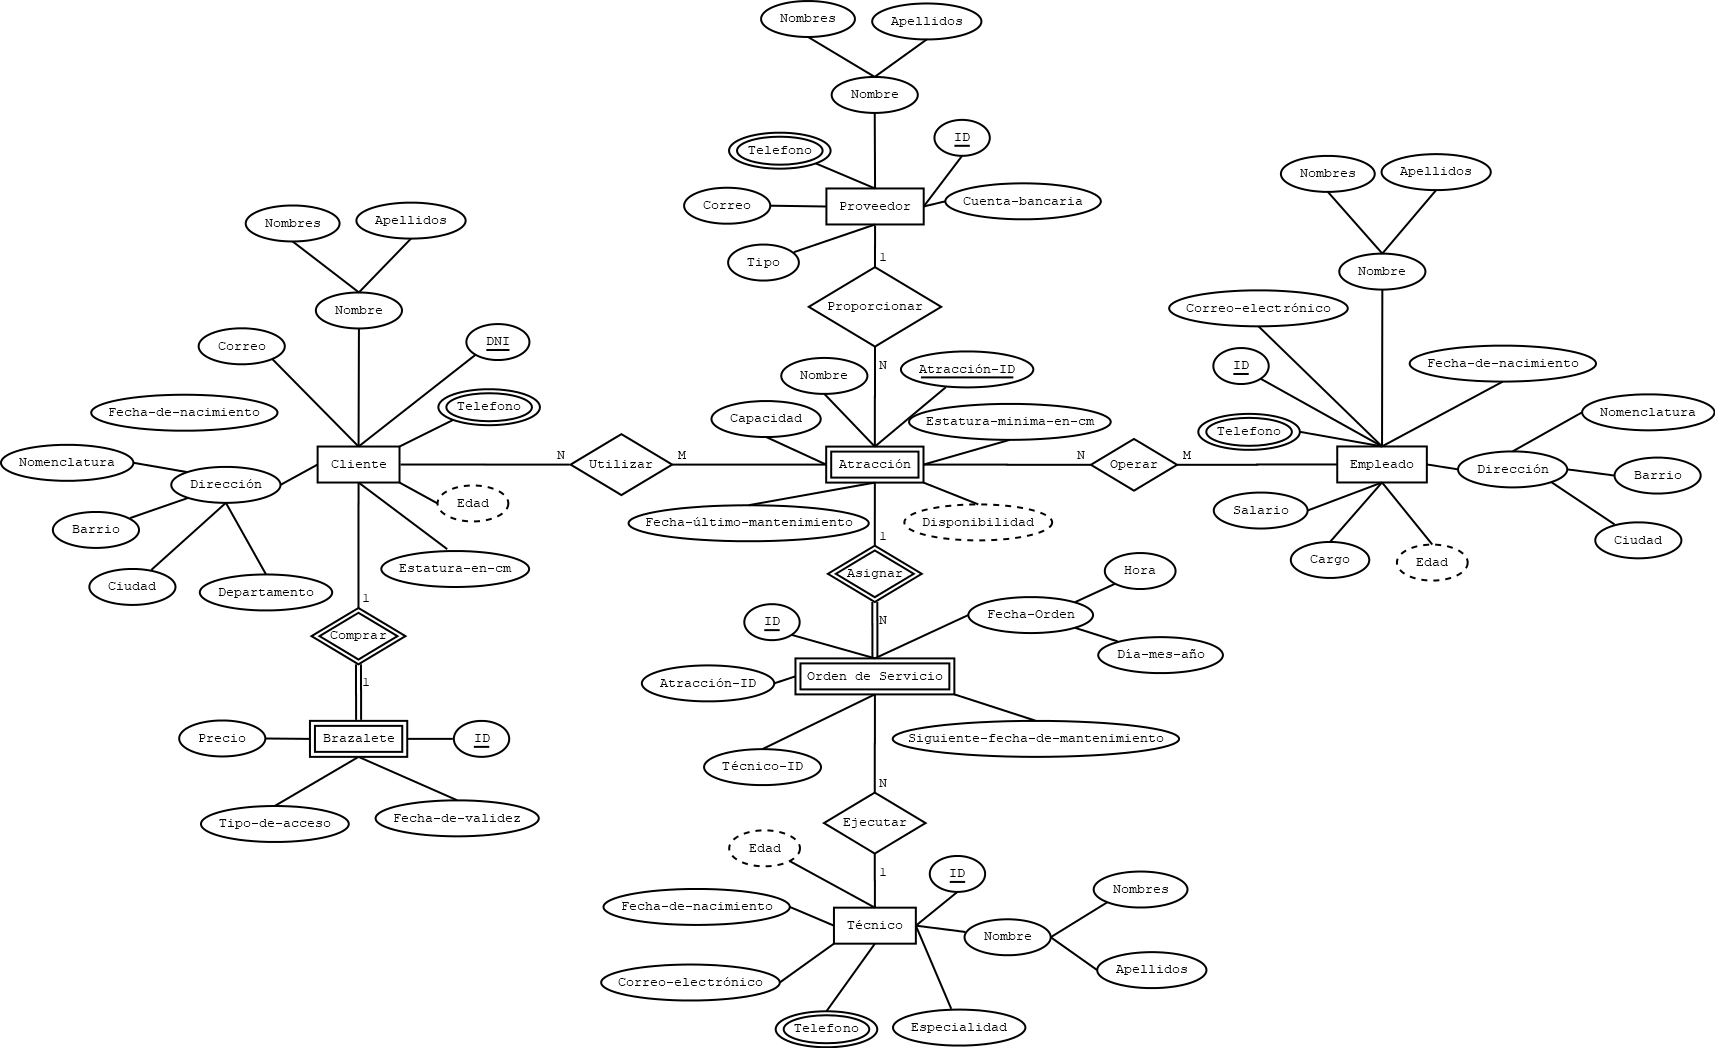 Nombres
Apellidos
Nombre
Telefono
ID
Correo
Proveedor
Cuenta-bancaria
Tipo
1
Proporcionar
N
Nombres
Apellidos
Nombre
Correo
DNI
Fecha-de-nacimiento
Telefono
Nomenclatura
Cliente
Dirección
Edad
Barrio
Ciudad
Departamento
Estatura-en-cm
N
Utilizar
M
1
Comprar
1
Precio
Brazalete
ID
Tipo-de-acceso
Fecha-de-validez
Nombre
Atracción-ID
Capacidad
Estatura-minima-en-cm
Atracción
Fecha-último-mantenimiento
Disponibilidad
N
Operar
M
Nombres
Apellidos
Nombre
Correo-electrónico
ID
Fecha-de-nacimiento
Telefono
Nomenclatura
Empleado
Dirección
Barrio
Salario
Ciudad
Cargo
Edad
1
Asignar
N
Hora
ID
Fecha-Orden
Día-mes-año
Atracción-ID
Orden de Servicio
Siguiente-fecha-de-mantenimiento
Técnico-ID
N
Ejecutar
1
Edad
ID
Nombres
Fecha-de-nacimiento
Técnico
Nombre
Apellidos
Correo-electrónico
Telefono
Especialidad